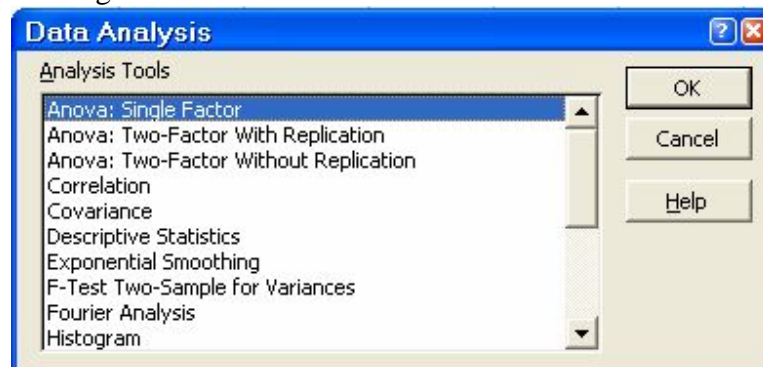 Data Analysis
Analysis Tools
Anova: Single Factor
Anova: Two-Factor With Replication
Anova: Two-Factor Without Replication
Correlation
Covariance
Descriptive Statistics
Exponential Smoothing
F-Test Two-Sample for Variances
Fourier Analysis
Histogram
OK
Cancel
Help